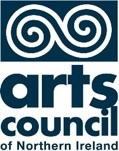 arts
council
of Northern Ireland